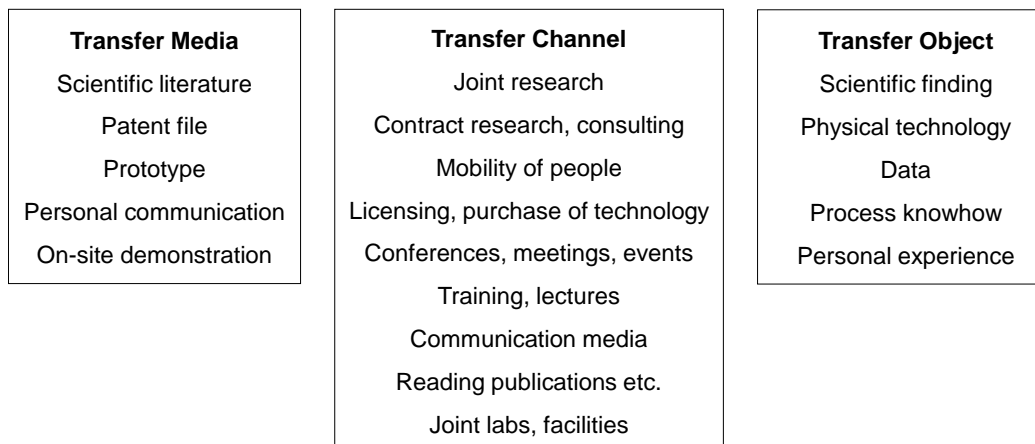 Transfer Media
Scientific literature
Patent file
Prototype
Personal communication
On-site demonstration
Transfer Channel
Joint research
Contract research, consulting
Mobility of people
Licensing, purchase of technology
Conferences, meetings, events
Training, lectures
Communication media
Reading publications etc.
Joint labs, facilities
Transfer Object
Scientific finding
Physical technology
Data
Process knowhow
Personal experience